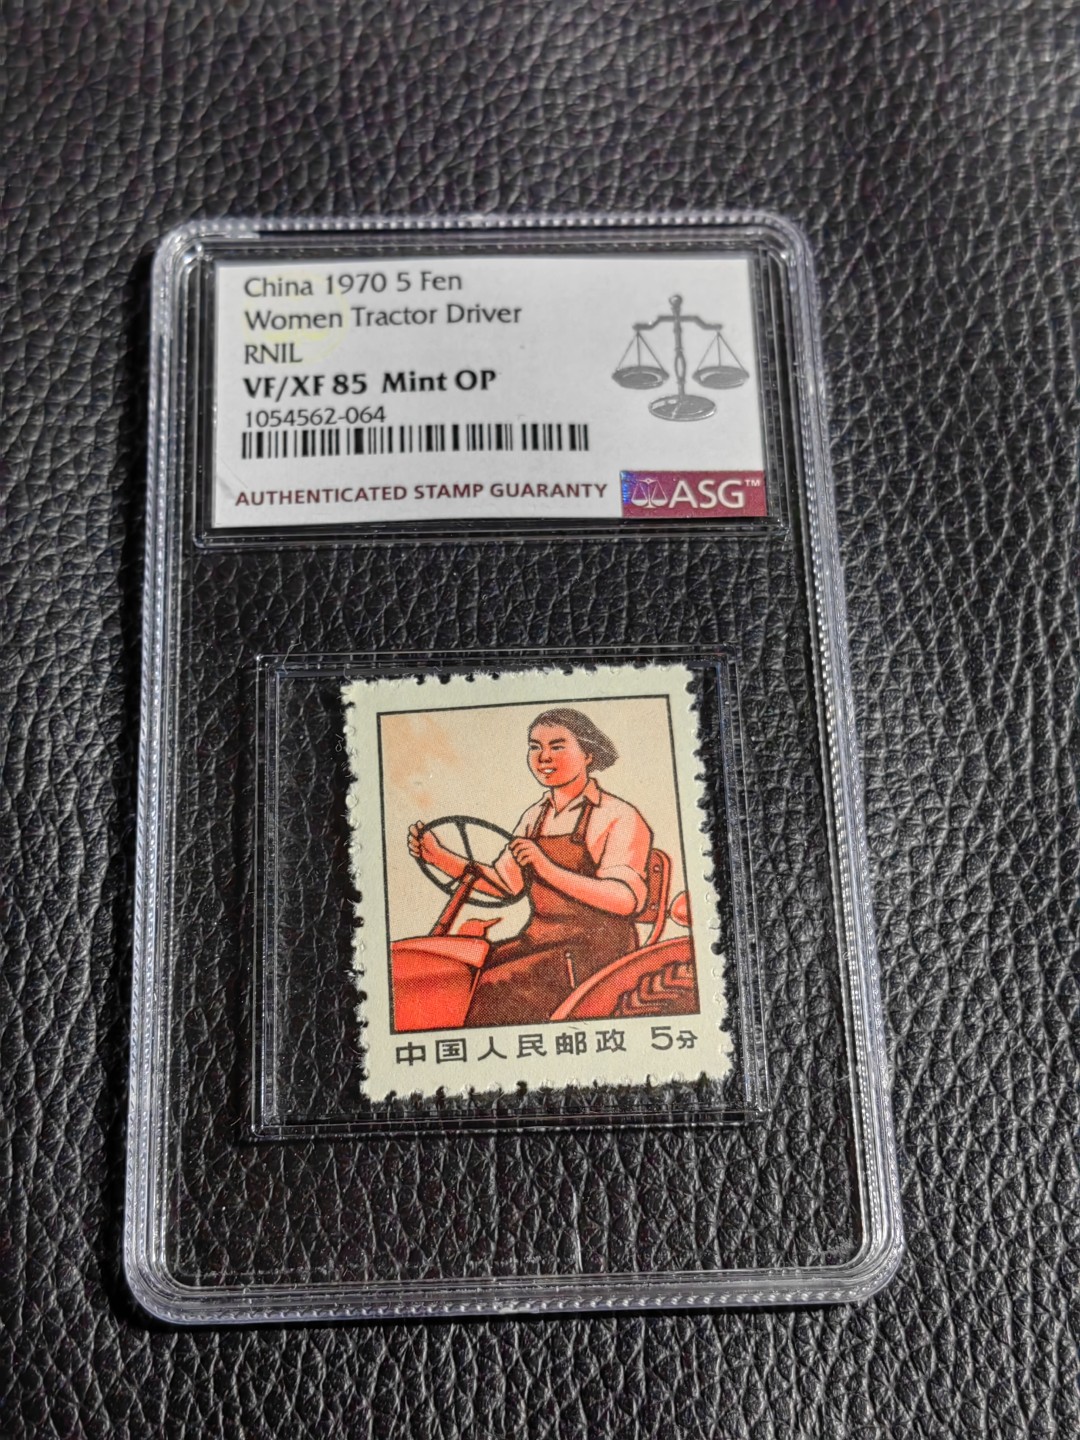 China 1970 5 Fen
Women Tractor Driver
RNIL
VF/XF 85 Mint OP
1054562-064
AUTHENTICATED STAMP GUARANTY ASG™
中国人民邮政 5分